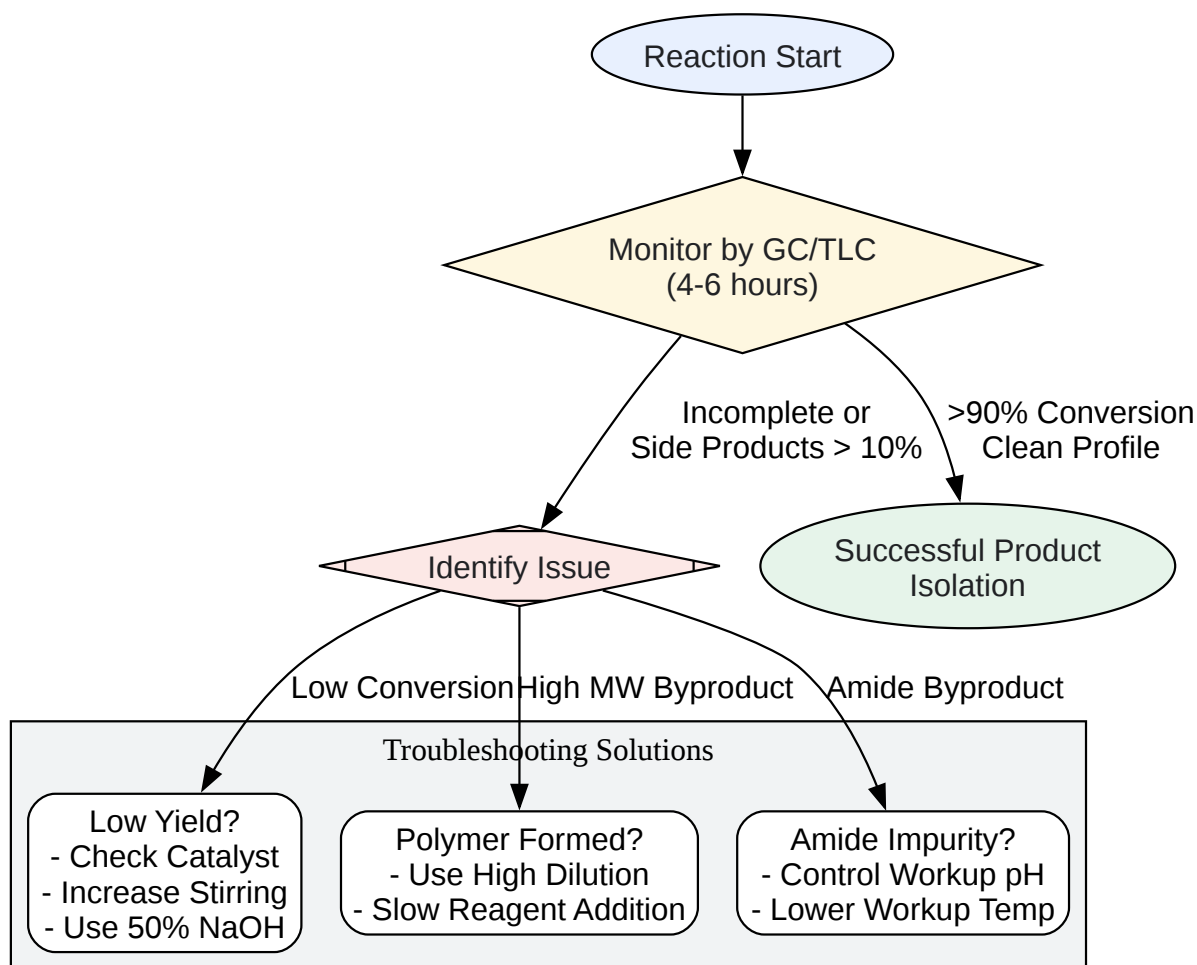 Reaction Start
Monitor by GC/TLC
(4-6 hours)
Incomplete or
Side Products > 10%
>90% Conversion
Clean Profile
Identify Issue
Successful Product
Isolation
Low Conversion
High MW Byproduct
Amide Byproduct
Troubleshooting Solutions
Low Yield?
- Check Catalyst
- Increase Stirring
- Use 50% NaOH
Polymer Formed?
- Use High Dilution
- Slow Reagent Addition
Amide Impurity?
- Control Workup pH
- Lower Workup Temp